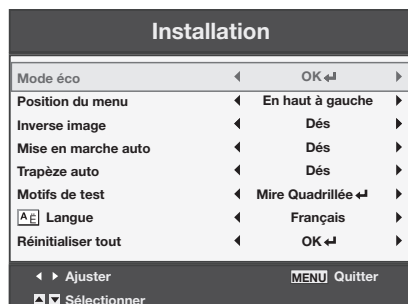 Installation
Mode éco OK
Position du menu En haut à gauche
Inverse image Dés
Mise en marche auto Dés
Trapèze auto Dés
Motifs de test Mire Quadrillée
AË Langue Français
Réinitialiser tout OK
Ajuster MENU Quitter
Sélectionner